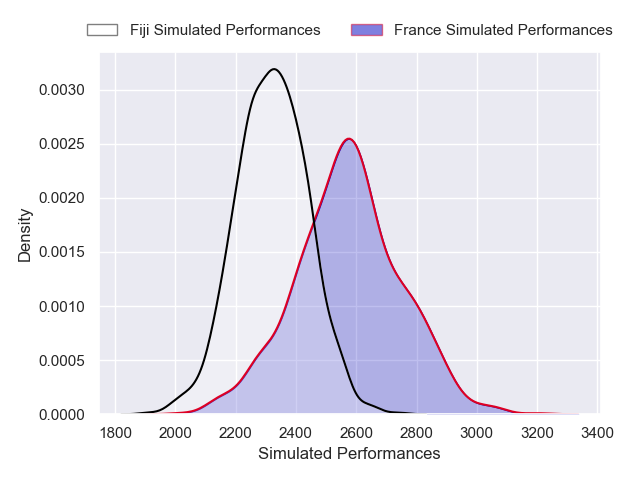 Fiji Simulated Performances France Simulated Performances
0.0030
0.0025
0.0020
0.0015
0.0010
0.0005
0.0000
Density
1800 2000 2200 2400 2600 2800 3000 3200 3400
Simulated Performances